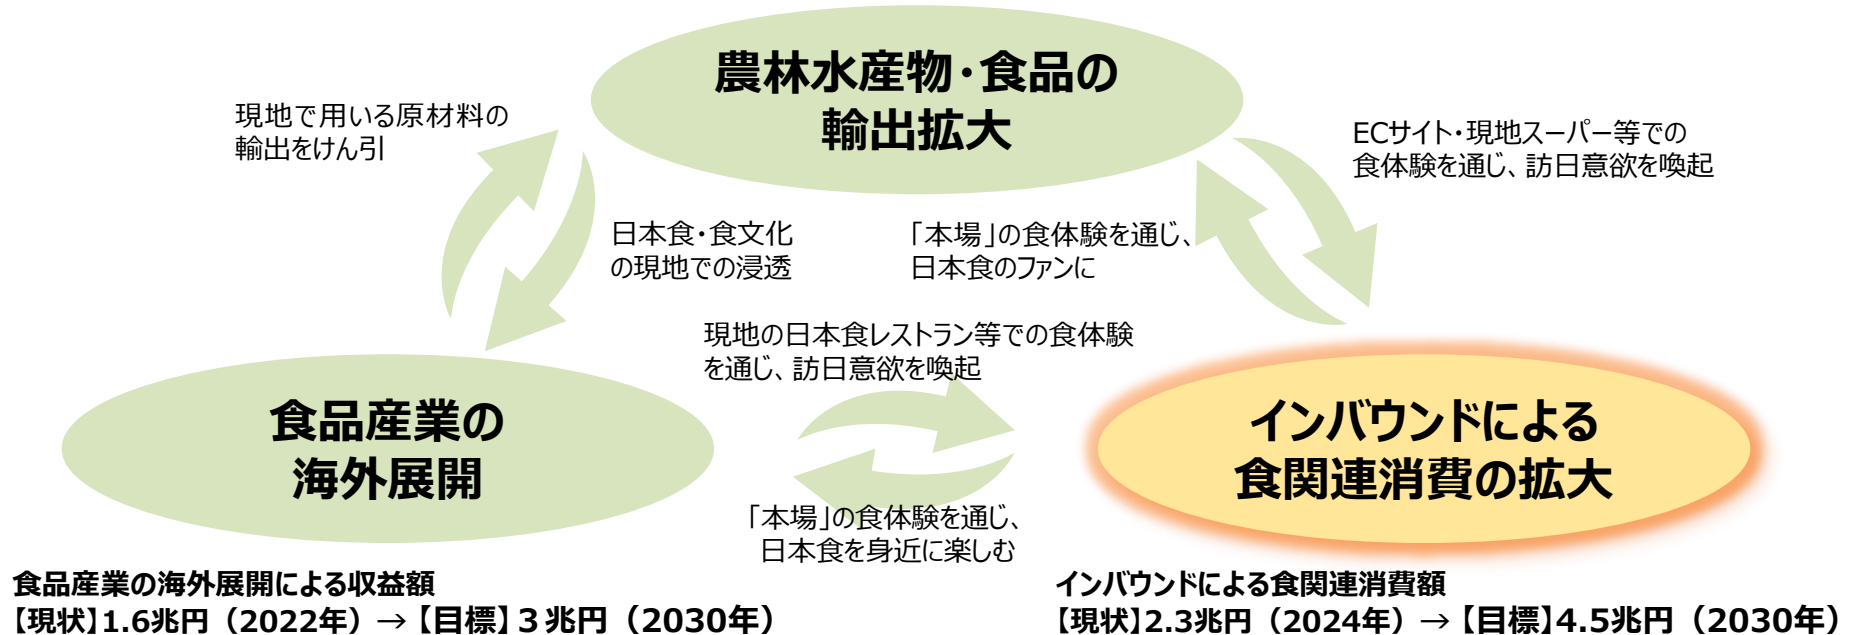 農林水産物・食品の
輸出拡大
現地で用いる原材料の
輸出をけん引
ECサイト・現地スーパー等での
食体験を通じ、訪日意欲を喚起
日本食・食文化
の現地での浸透
「本場」の食体験を通じ、
日本食のファンに
現地の日本食レストラン等での食体験
を通じ、訪日意欲を喚起
食品産業の
海外展開
インバウンドによる
食関連消費の拡大
「本場」の食体験を通じ、
日本食を身近に楽しむ
食品産業の海外展開による収益額
【現状】1.6兆円（2022年）→【目標】３兆円（2030年）
インバウンドによる食関連消費額
【現状】2.3兆円（2024年）→【目標】4.5兆円（2030年）